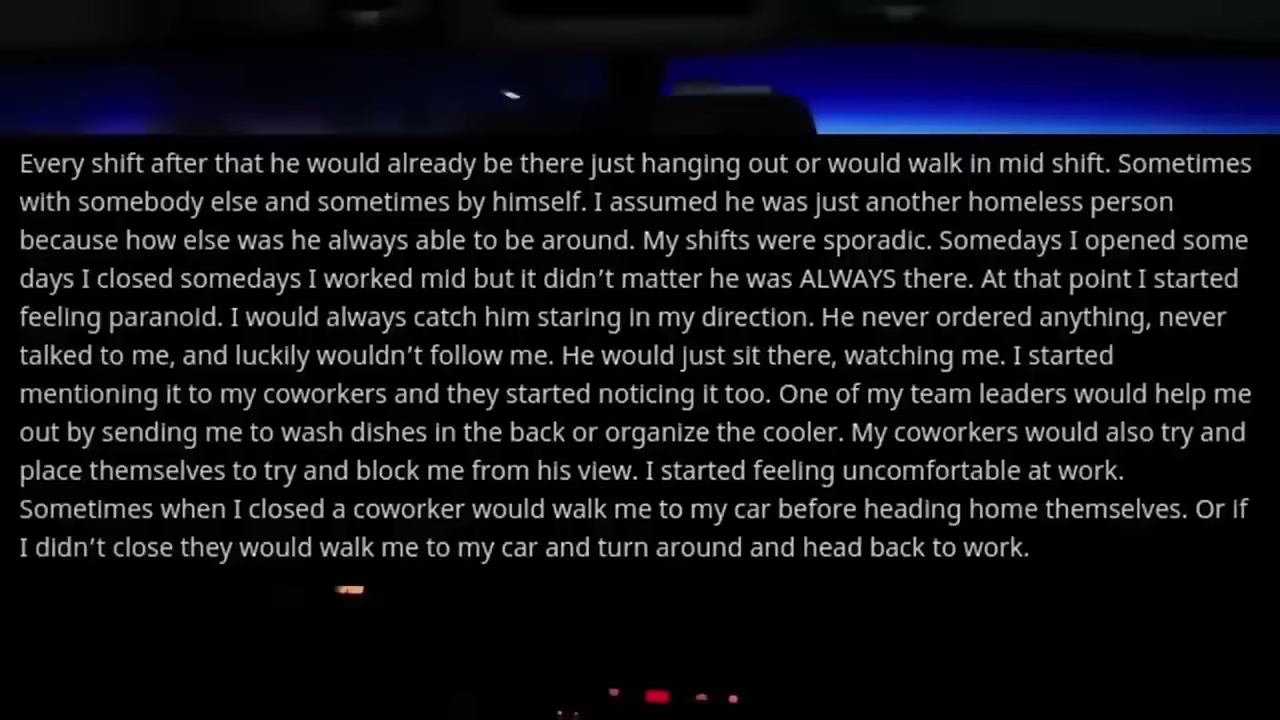 Every shift after that he would already be there just hanging out or would walk in mid shift. Sometimes
with somebody else and sometimes by himself. I assumed he was just another homeless person
because how else was he always able to be around. My shifts were sporadic. Somedays I opened some
days I closed somedays I worked mid but it didn’t matter he was ALWAYS there. At that point I started
feeling paranoid. I would always catch him staring in my direction. He never ordered anything, never
talked to me, and luckily wouldn’t follow me. He would just sit there, watching me. I started
mentioning it to my coworkers and they started noticing it too. One of my team leaders would help me
out by sending me to wash dishes in the back or organize the cooler. My coworkers would also try and
place themselves to try and block me from his view. I started feeling uncomfortable at work.
Sometimes when I closed a coworker would walk me to my car before heading home themselves. Or if
I didn’t close they would walk me to my car and turn around and head back to work.